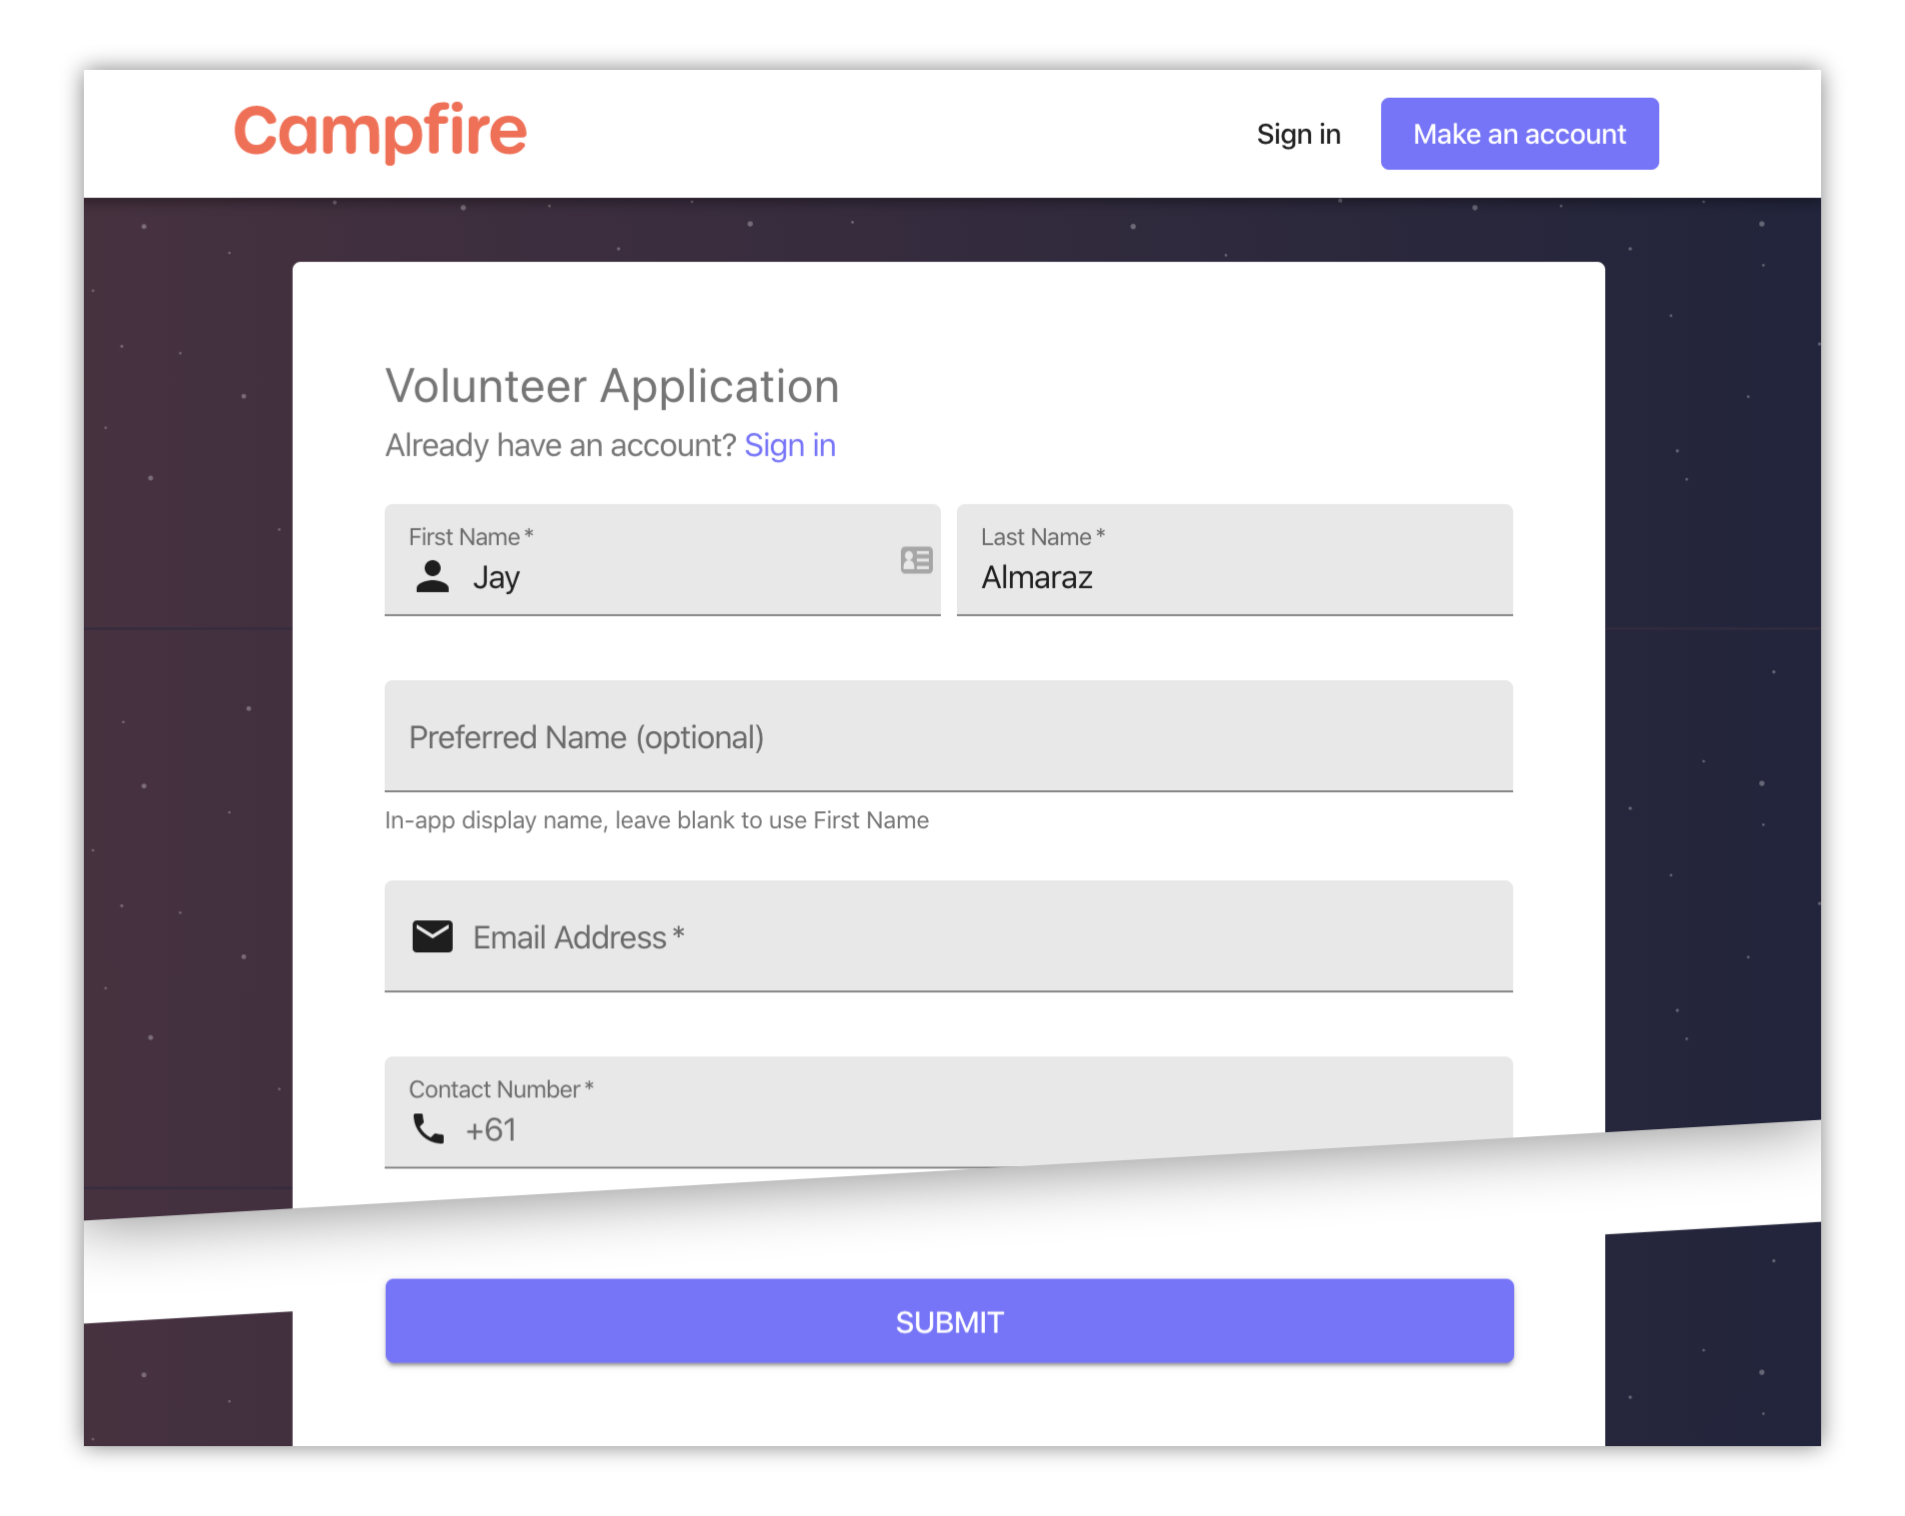 Campfire
Sign in
Make an account
Volunteer Application
Already have an account? Sign in
First Name *
Jay
Last Name *
Almaraz
Preferred Name (optional)
In-app display name, leave blank to use First Name
Email Address *
Contact Number *
+61
SUBMIT